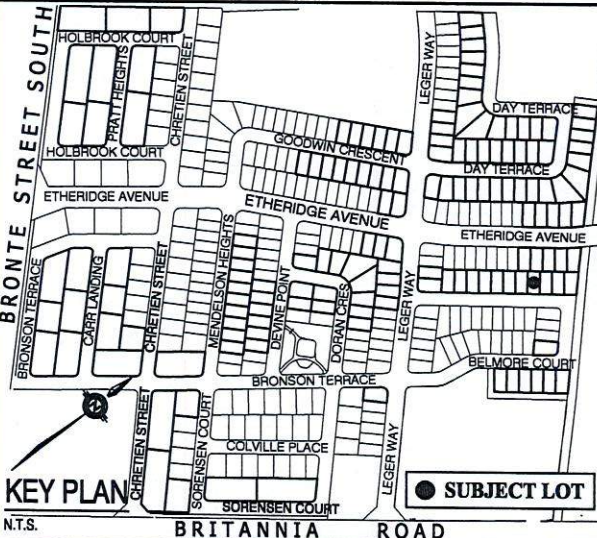 BRONTE STREET SOUTH
HOLBROOK COURT
PRATT HEIGHTS
CHRETIEN STREET
LEGER WAY
DAY TERRACE
GOODWIN CRESCENT
HOLBROOK COURT
DAY TERRACE
ETHERIDGE AVENUE
ETHERIDGE AVENUE
ETHERIDGE AVENUE
BRONSON TERRACE
CARR LANDING
CHRETIEN STREET
MENDELSON HEIGHTS
DEVINE POINT
DORAN CRES
LEGER WAY
BELMORE COURT
BRONSON TERRACE
N
CHRETIEN STREET
SORENSEN COURT
COLVILLE PLACE
LEGER WAY
KEY PLAN
SUBJECT LOT
SORENSEN COURT
N.T.S.
BRITANNIA ROAD